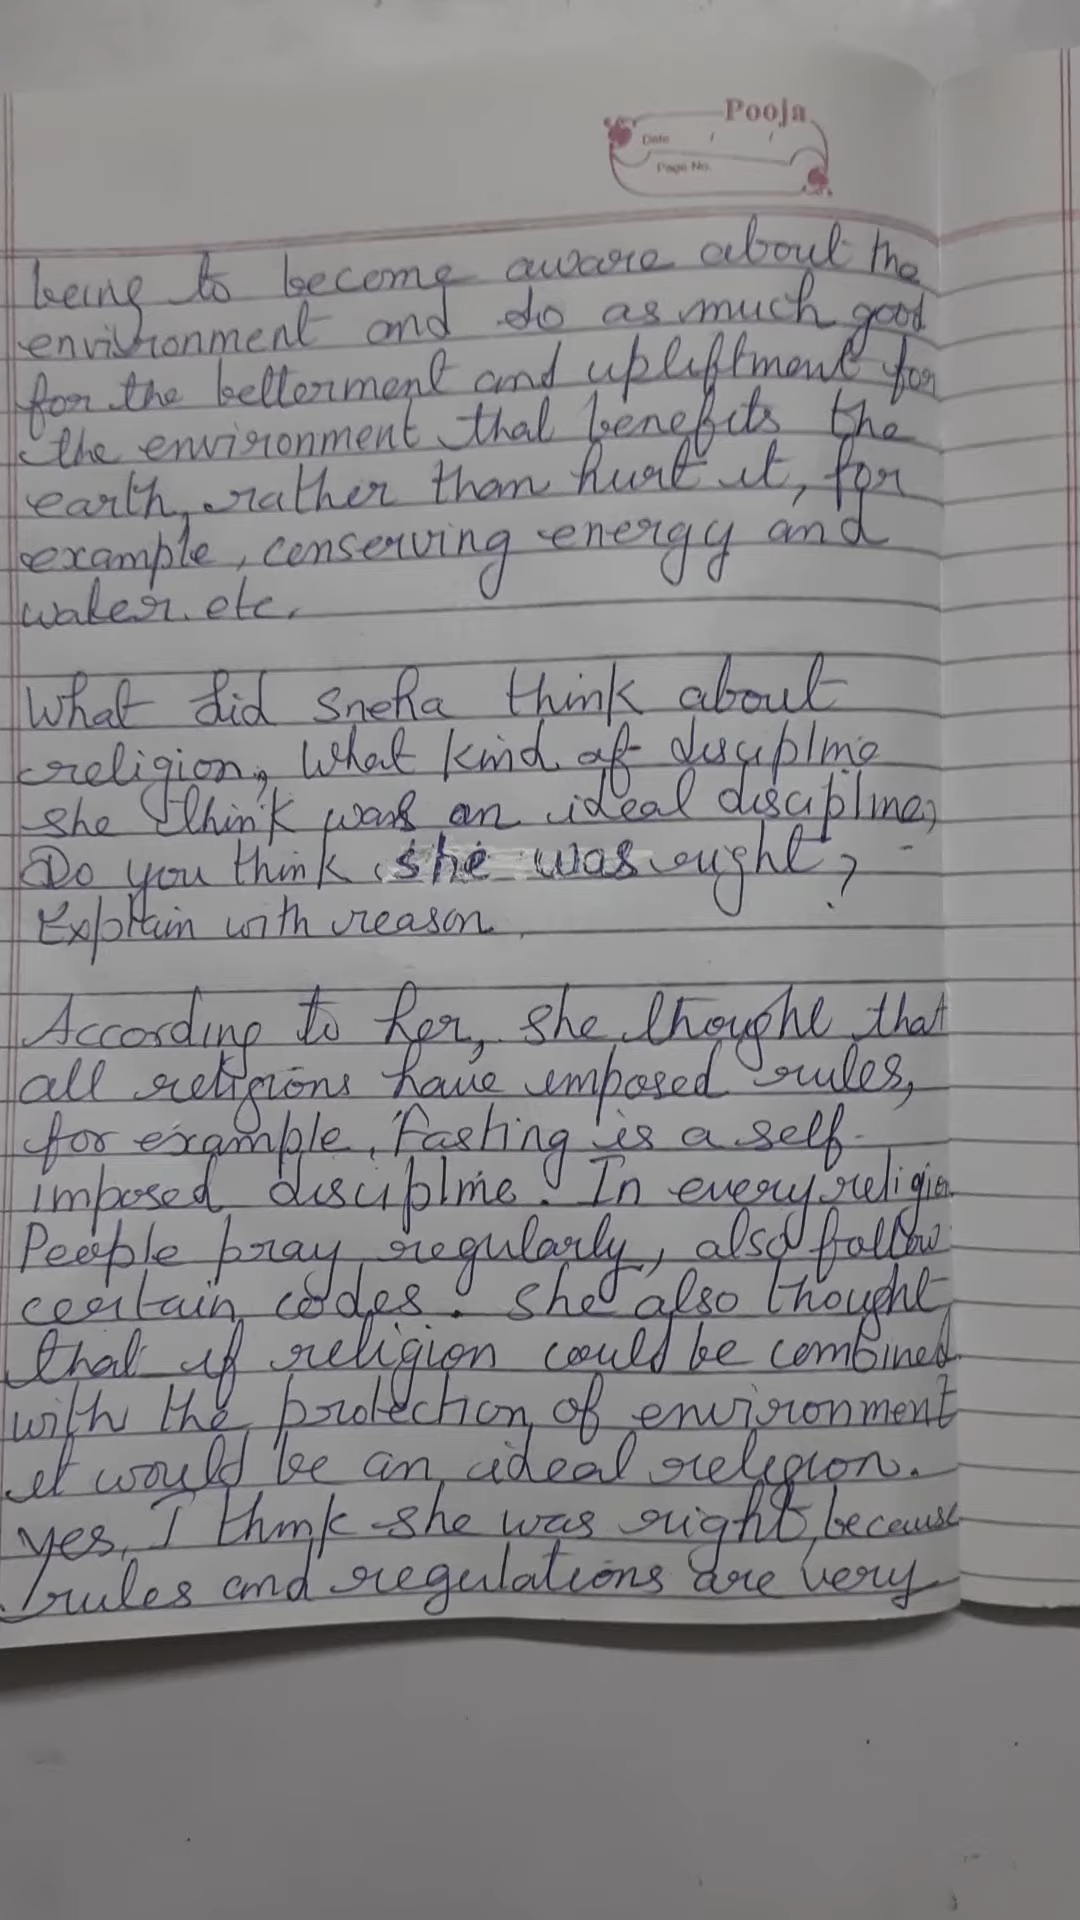 Pooja
Date / /
Page No.
being to become aware about the
environment and do as much good
for the betterment and upliftment for
the environment that benefits the
earth, rather than hurt it, for
example, conserving energy and
water. etc.
What did sneha think about
religion, What kind of discipline
she think was an ideal discipline,
Do you think she was right?
Explain with reason.
According to her, she thought that
all religions have imposed rules,
for example, Fasting is a self-
imposed discipline. In every religion
People pray regularly, also follow
certain codes. She also thought
that if religion could be combined
with the protection of environment
it would be an ideal religion.
yes, I think she was right, because
rules and regulations are very